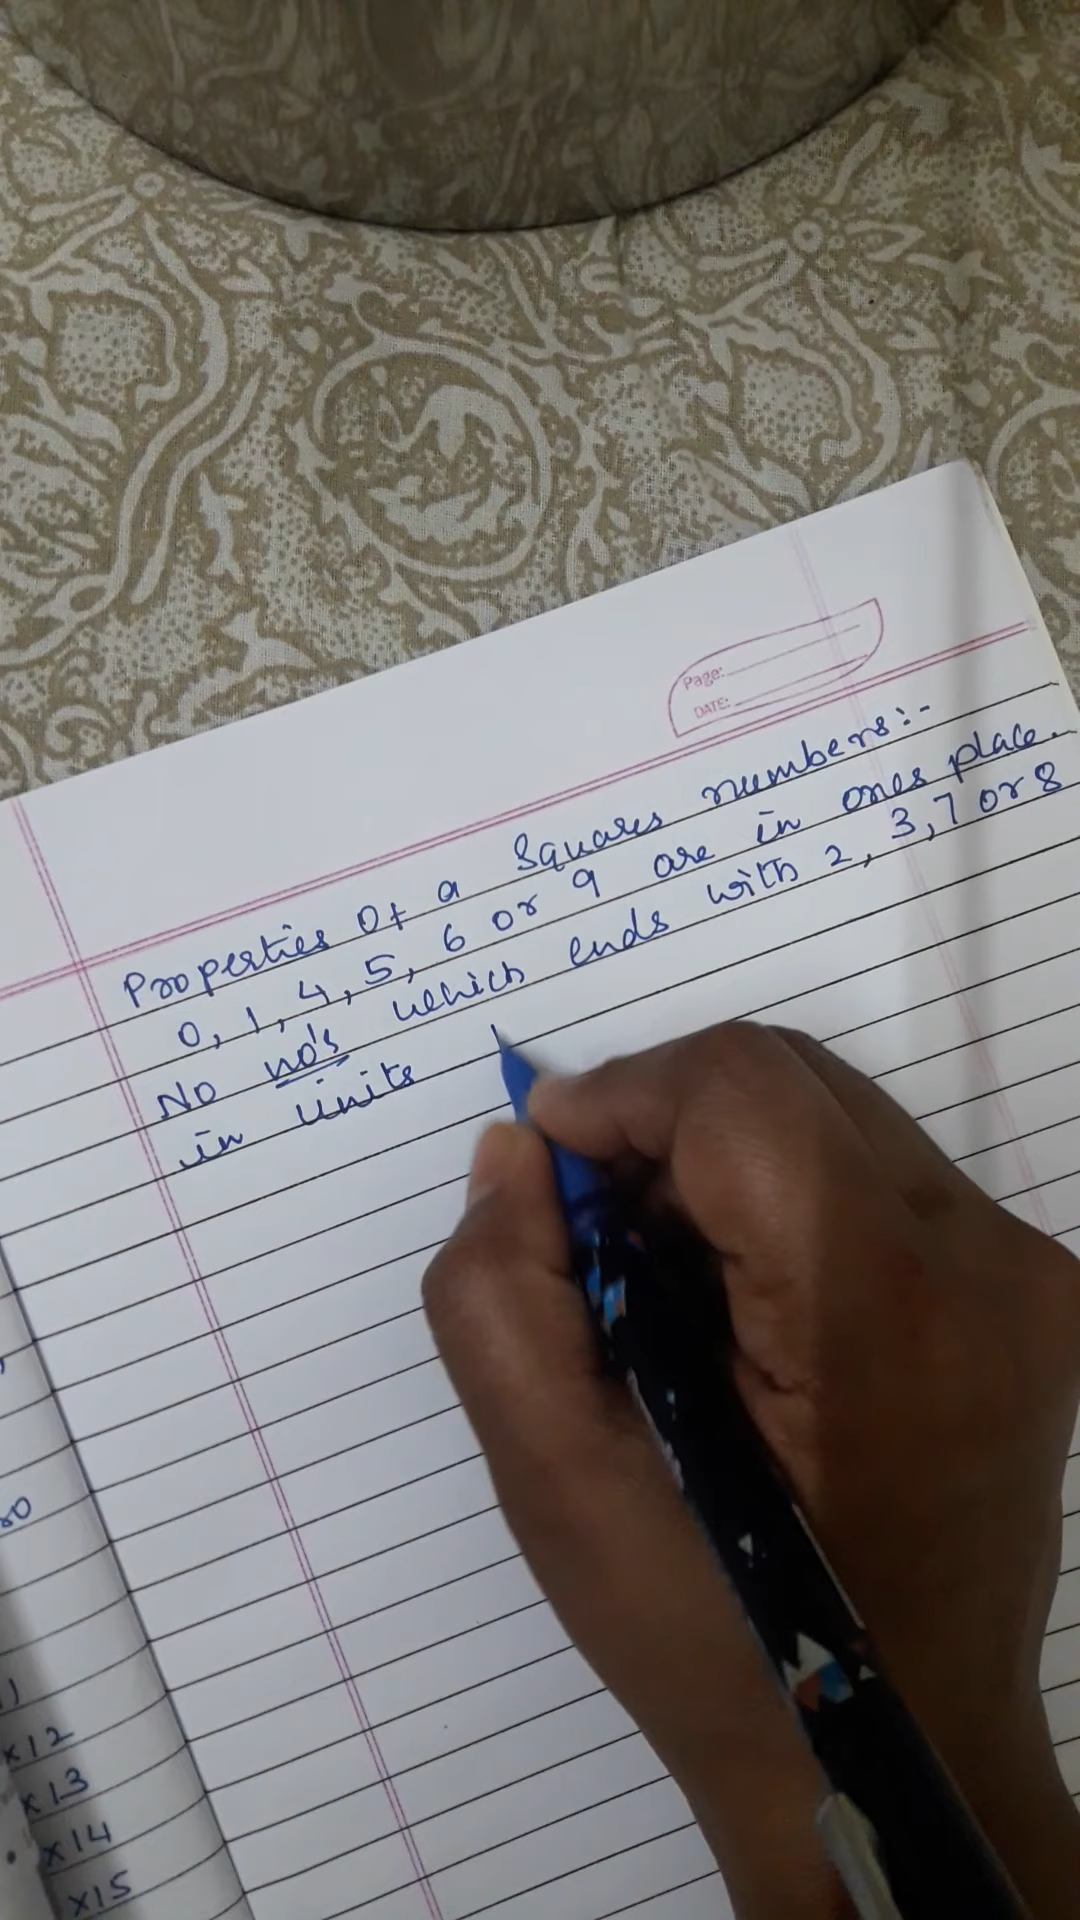 Page:
DATE:
Properties Of a Squares numbers:-
0, 1, 4, 5, 6 or 9 are in ones place.
NO no's which ends with 2, 3, 7 or 8
in Units
x12
x13
x14
x15